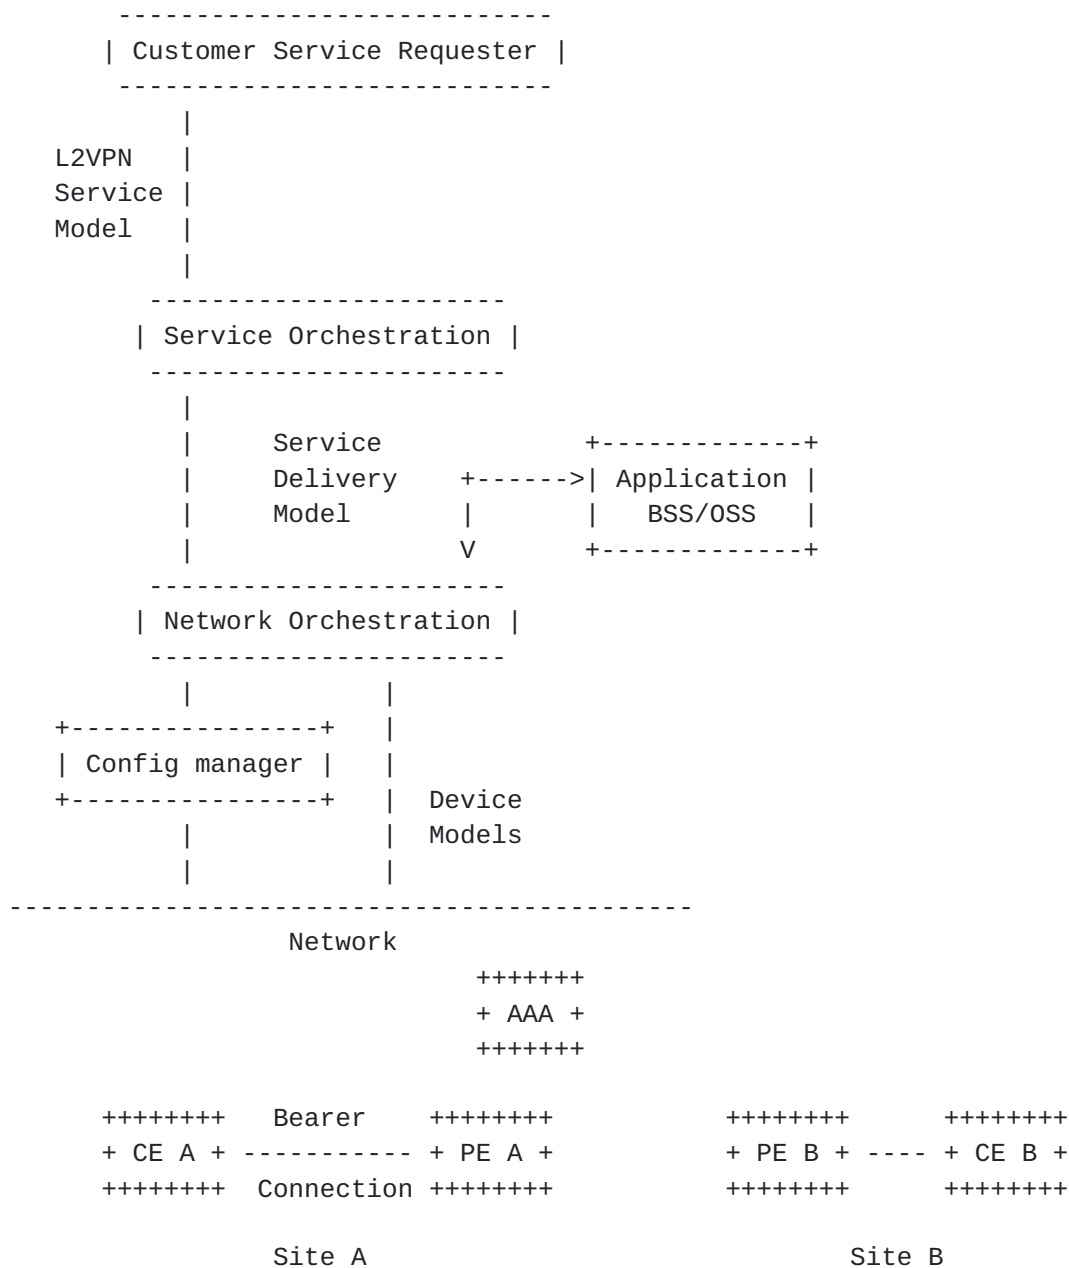 Customer Service Requester
L2VPN
Service
Model
Service Orchestration
Service
Delivery
Model
Application
BSS/OSS
V
Network Orchestration
Config manager
Device
Models
Network
AAA
Bearer
CE A
PE A
PE B
CE B
Connection
Site A
Site B